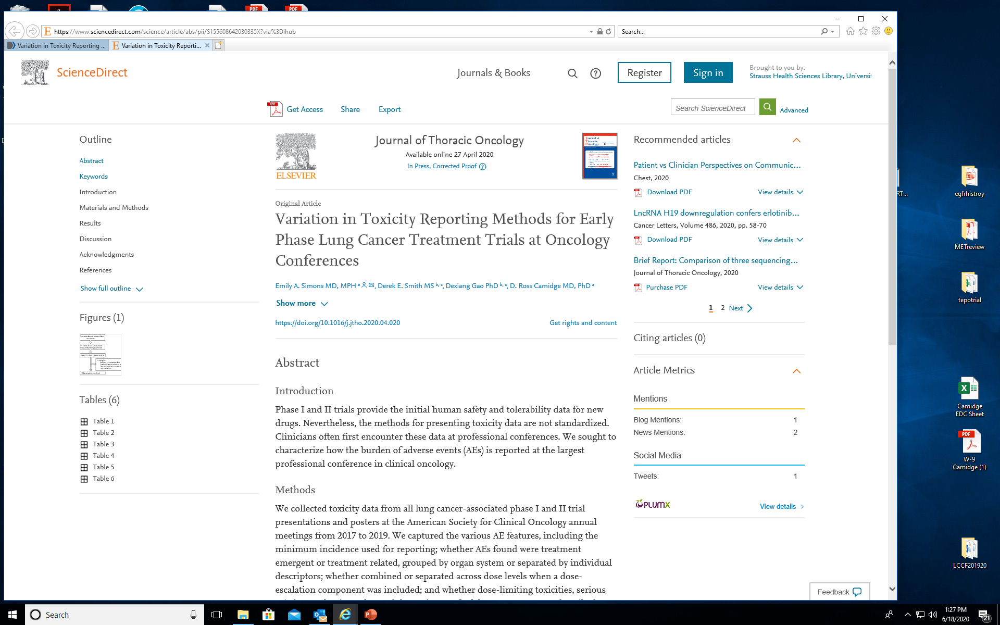 https://www.sciencedirect.com/science/article/abs/pii/S155608642030335X?via%3Dihub
Search...
Variation in Toxicity Reporting ...
Variation in Toxicity Reporti...
ScienceDirect
Journals & Books
Register
Sign in
Brought to you by:
Strauss Health Sciences Library, Universit
Get Access
Share
Export
Search ScienceDirect
Advanced
Outline
Abstract
Keywords
Introduction
Materials and Methods
Results
Discussion
Acknowledgments
References
Show full outline
Figures (1)
Tables (6)
Table 1
Table 2
Table 3
Table 4
Table 5
Table 6
ELSEVIER
Journal of Thoracic Oncology
Available online 27 April 2020
In Press, Corrected Proof
Journal of
Thoracic
Oncology
Original Article
Variation in Toxicity Reporting Methods for Early
Phase Lung Cancer Treatment Trials at Oncology
Conferences
Emily A. Simons MD, MPH a, Derek E. Smith MS b, c, Dexiang Gao PhD b, c, D. Ross Camidge MD, PhD a
Show more
https://doi.org/10.1016/j.jtho.2020.04.020
Get rights and content
Abstract
Introduction
Phase I and II trials provide the initial human safety and tolerability data for new
drugs. Nevertheless, the methods for presenting toxicity data are not standardized.
Clinicians often first encounter these data at professional conferences. We sought to
characterize how the burden of adverse events (AEs) is reported at the largest
professional conference in clinical oncology.
Methods
We collected toxicity data from all lung cancer-associated phase I and II trial
presentations and posters at the American Society for Clinical Oncology annual
meetings from 2017 to 2019. We captured the various AE features, including the
minimum incidence used for reporting; whether AEs found were treatment
emergent or treatment related, grouped by organ system or separated by individual
descriptors; whether combined or separated across dose levels when a dose-
escalation component was included; and whether dose-limiting toxicities, serious
Recommended articles
Patient vs Clinician Perspectives on Communic...
Chest, 2020
Download PDF
View details
LncRNA H19 downregulation confers erlotinib...
Cancer Letters, Volume 486, 2020, pp. 58-70
Download PDF
View details
Brief Report: Comparison of three sequencing...
Journal of Thoracic Oncology, 2020
Purchase PDF
View details
1 2 Next
Citing articles (0)
Article Metrics
Mentions
Blog Mentions: 1
News Mentions: 2
Social Media
Tweets: 1
PLUMX
View details
Feedback
PDF
PDF
RT...
egfrhistroy
METreview
tepotrial
Camidge
EDC Sheet
PDF
W-9
Camidge (1)
LCCF201920
Search
1:27 PM
6/18/2020
21